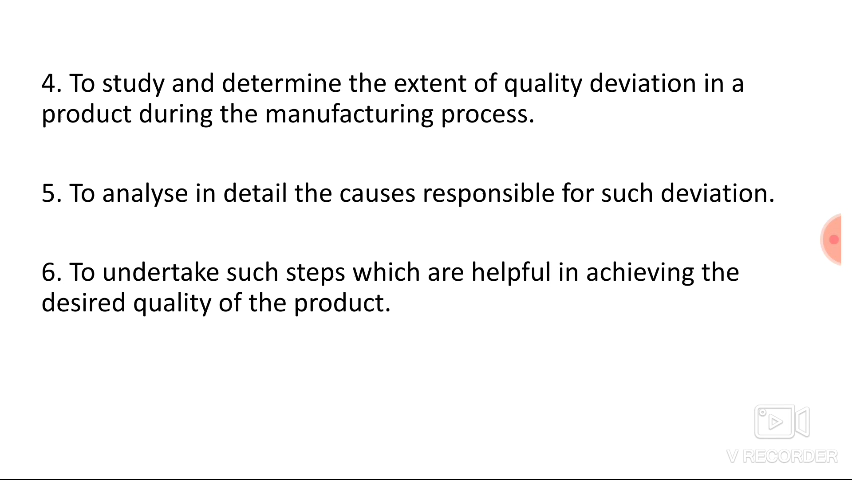 4. To study and determine the extent of quality deviation in a
product during the manufacturing process.
5. To analyse in detail the causes responsible for such deviation.
6. To undertake such steps which are helpful in achieving the
desired quality of the product.
V RECORDER